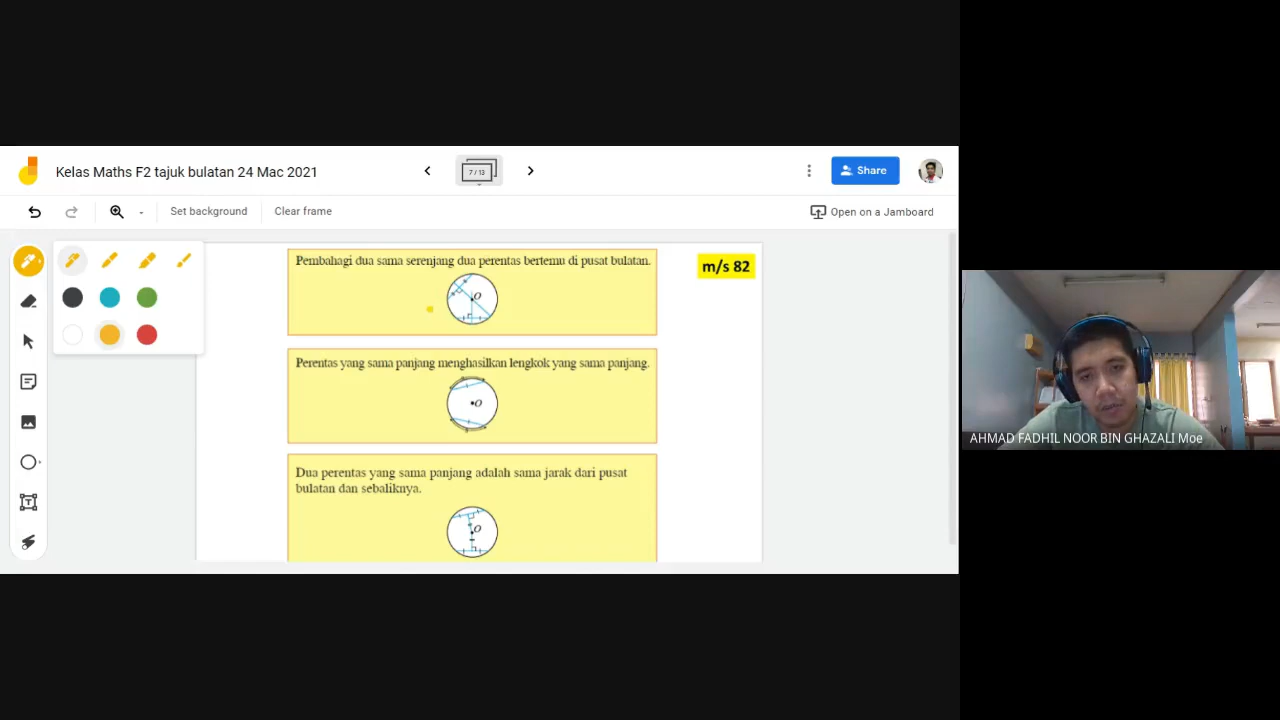 Kelas Maths F2 tajuk bulatan 24 Mac 2021
7 / 13
Share
Set background
Clear frame
Open on a Jamboard
Pembahagi dua sama serenjang dua perentas bertemu di pusat bulatan.
m/s 82
O
Perentas yang sama panjang menghasilkan lengkok yang sama panjang.
O
Dua perentas yang sama panjang adalah sama jarak dari pusat
bulatan dan sebaliknya.
O
T
AHMAD FADHIL NOOR BIN GHAZALI Moe